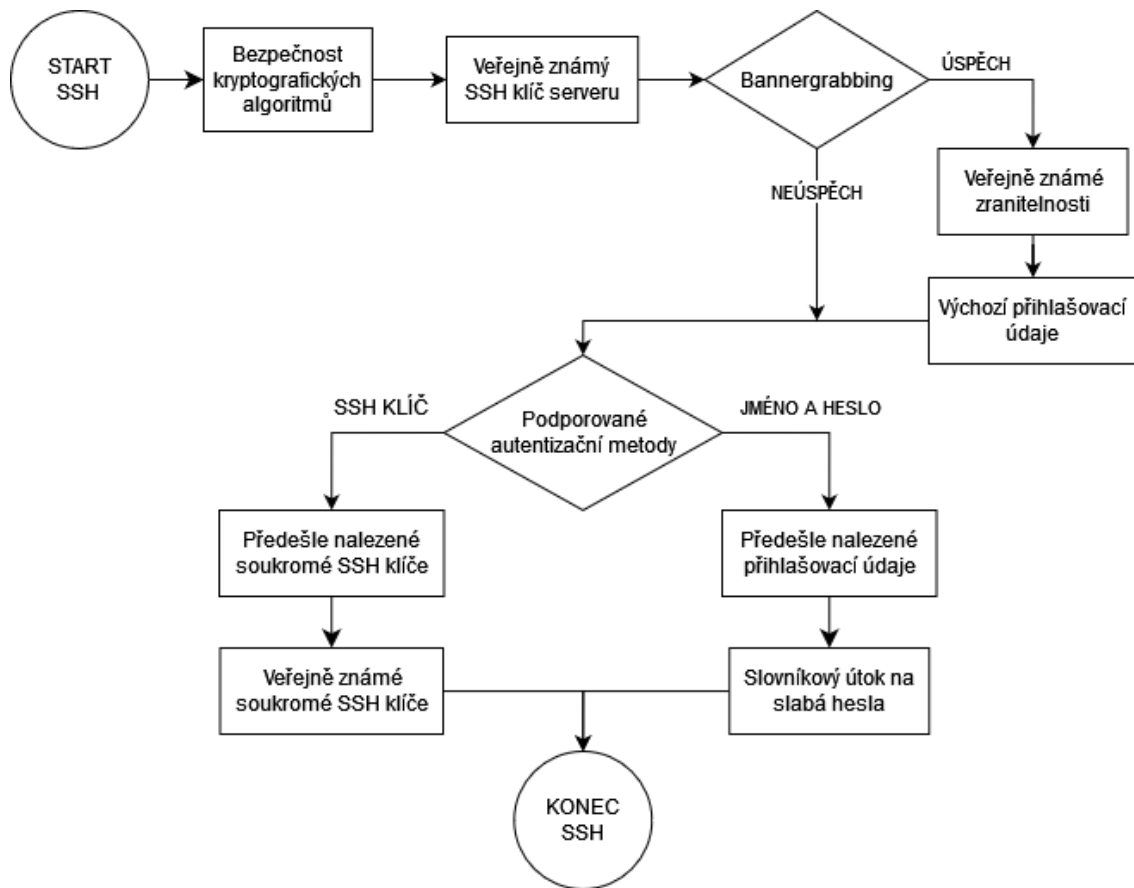 START
SSH
Bezpečnost
kryptografických
algoritmů
Veřejně známý
SSH klíč serveru
Bannergrabbing
ÚSPĚCH
NEÚSPĚCH
Veřejně známé
zranitelnosti
Výchozí přihlašovací
údaje
Podporované
autentizační metody
SSH KLÍČ
JMÉNO A HESLO
Předešle nalezené
soukromé SSH klíče
Předešle nalezené
přihlašovací údaje
Veřejně známé
soukromé SSH klíče
Slovníkový útok na
slabá hesla
KONEC
SSH